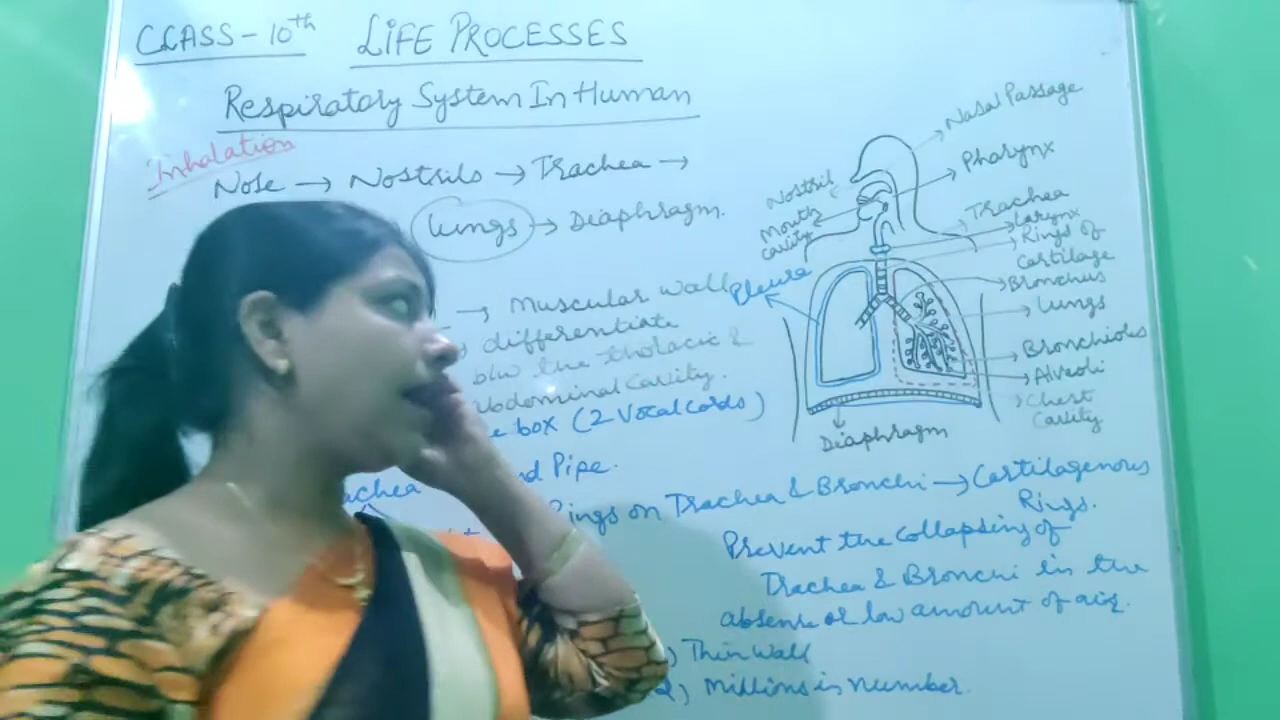 CLASS-10th LIFE PROCESSES
Respiratory System In Human
Inhalation
Nose → Nostrils → Trachea →
Lungs → Diaphragm.
→ Muscular wall
differentiate
b/w the thoracic &
abdominal Cavity.
box (2 Vocal Cords)
Pipe.
Rings on Trachea & Bronchi → Cartilagenous
Rings.
Prevent the collapsing of
Trachea & Bronchi in the
absense or low amount of air.
Thin wall
2, Millions in number.
Nasal Passage
Pharynx
Nostril
Mouth
cavity
Trachea
Larynx
Rings of
Cartilage
Bronchus
Pleura
Lungs
Bronchioles
Alveoli
Chest
Cavity
Diaphragm